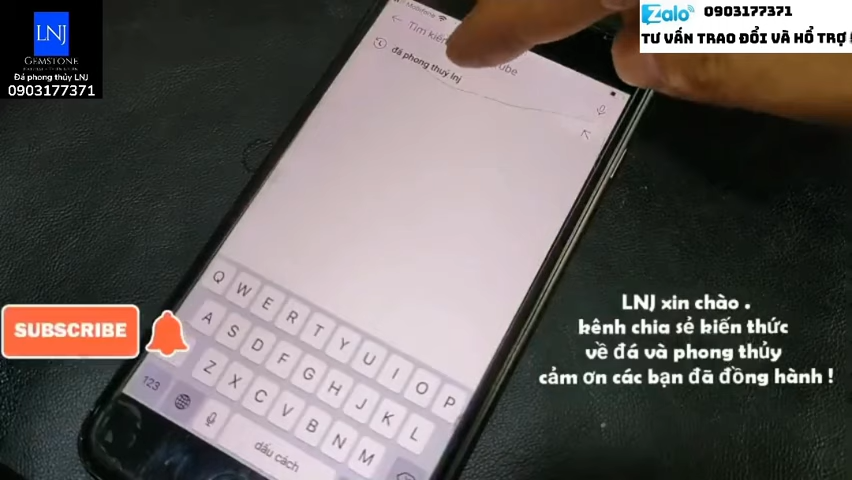 LNJ
GEMSTONE
Đá phong thủy LNJ
0903177371
Zalo 0903177371
TƯ VẤN TRAO ĐỔI VÀ HỔ TRỢ
Vodafone
Tìm kiếm
đá phong thuỷ lnj
Q W E R T Y U I O P
A S D F G H J K L
Z X C V B N M
123
dấu cách
SUBSCRIBE
LNJ xin chào .
kênh chia sẻ kiến thức
về đá và phong thủy
cảm ơn các bạn đã đồng hành !